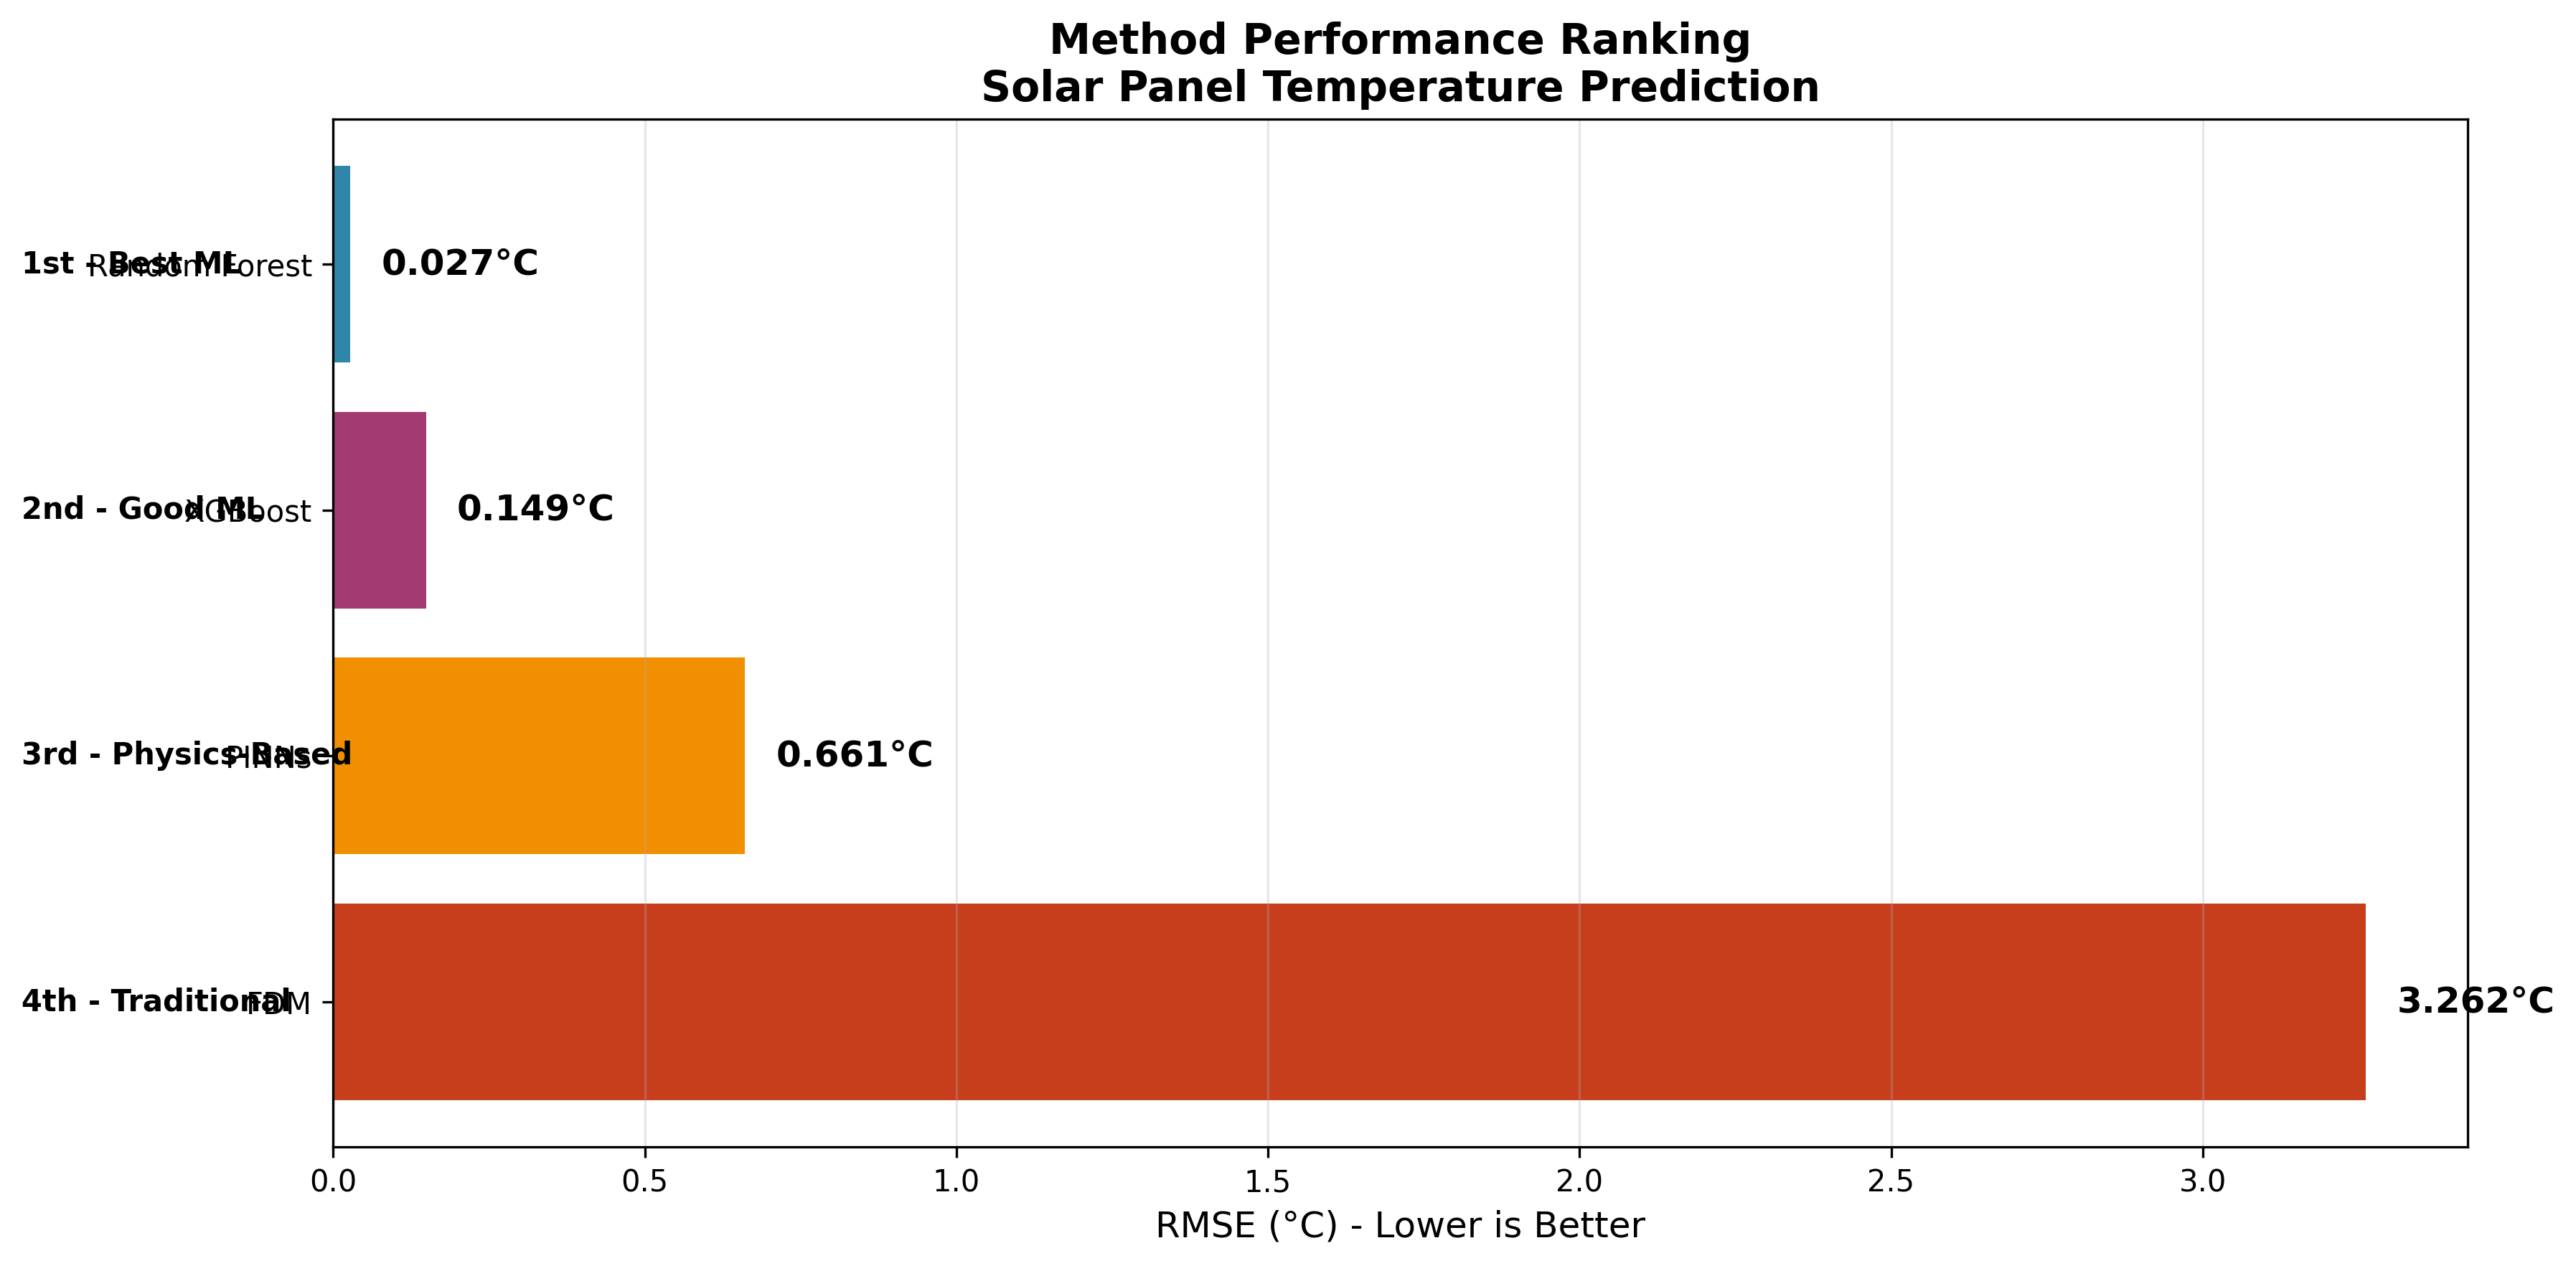 Method Performance Ranking
Solar Panel Temperature Prediction
1st - Best ML
Random Forest
0.027°C
2nd - Good ML
XGBoost
0.149°C
3rd - Physics-Based
PINNs
0.661°C
4th - Traditional
FDM
3.262°C
0.0 0.5 1.0 1.5 2.0 2.5 3.0
RMSE (°C) - Lower is Better